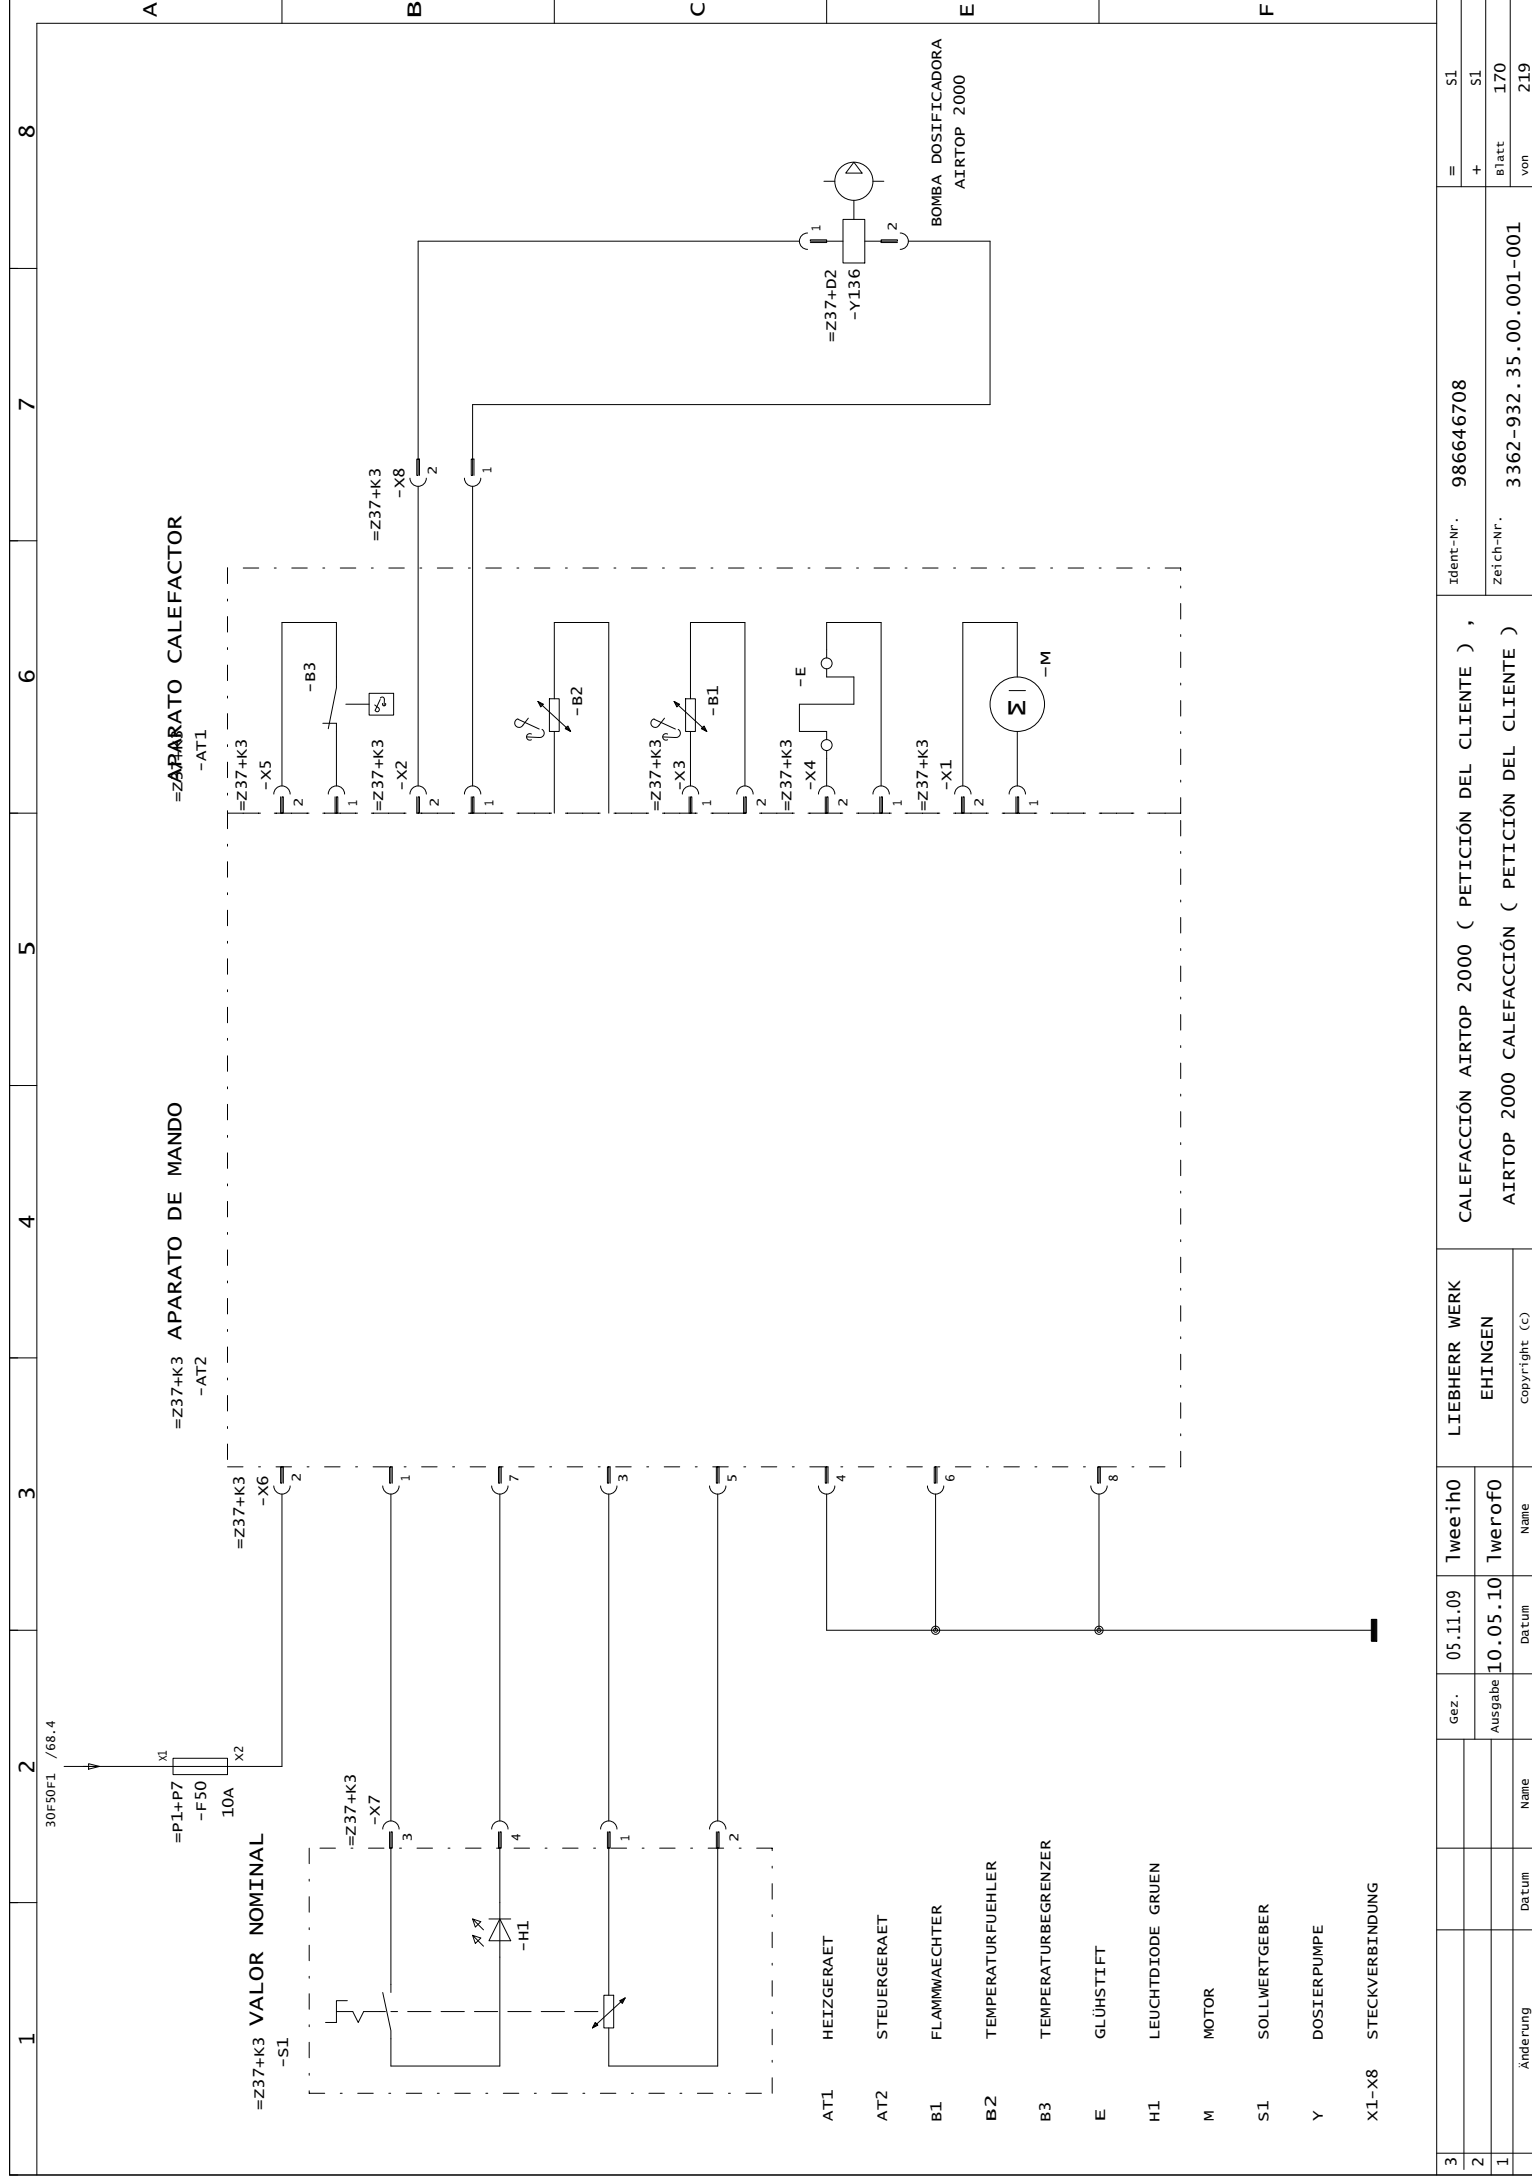 1
2
3
4
5
6
7
8
A
B
C
E
F
30F50F1 /68.4
X1
=P1+P7
-F50
10A
X2
=Z37+K3 VALOR NOMINAL
-S1
=Z37+K3
-X7
3
4
1
2
-H1
=Z37+K3
-X6
2
1
7
3
5
4
6
8
=Z37+K3 APARATO DE MANDO
-AT2
APARATO CALEFACTOR
=Z37+K3
-AT1
=Z37+K3
-X5
2
1
-B3
=Z37+K3
-X2
2
1
-B2
=Z37+K3
-X3
1
2
-B1
=Z37+K3
-X4
2
1
-E
=Z37+K3
-X1
2
1
M
-M
=Z37+K3
-X8
2
1
=Z37+D2
-Y136
1
2
BOMBA DOSIFICADORA
AIRTOP 2000
AT1 HEIZGERAET
AT2 STEUERGERAET
B1 FLAMMWAECHTER
B2 TEMPERATURFUEHLER
B3 TEMPERATURBEGRENZER
E GLÜHSTIFT
H1 LEUCHTDIODE GRUEN
M MOTOR
S1 SOLLWERTGEBER
Y DOSIERPUMPE
X1-X8 STECKVERBINDUNG
3
2
1
Änderung Datum Name
Gez. 05.11.09 lweeih0
Ausgabe 10.05.10 lwerof0
Datum Name
LIEBHERR WERK
EHINGEN
Copyright (c)
CALEFACCIÓN AIRTOP 2000 ( PETICIÓN DEL CLIENTE ) ,
AIRTOP 2000 CALEFACCIÓN ( PETICIÓN DEL CLIENTE )
Ident-Nr. 986646708
Zeich-Nr. 3362-932.35.00.001-001
= S1
+ S1
Blatt 170
von 219